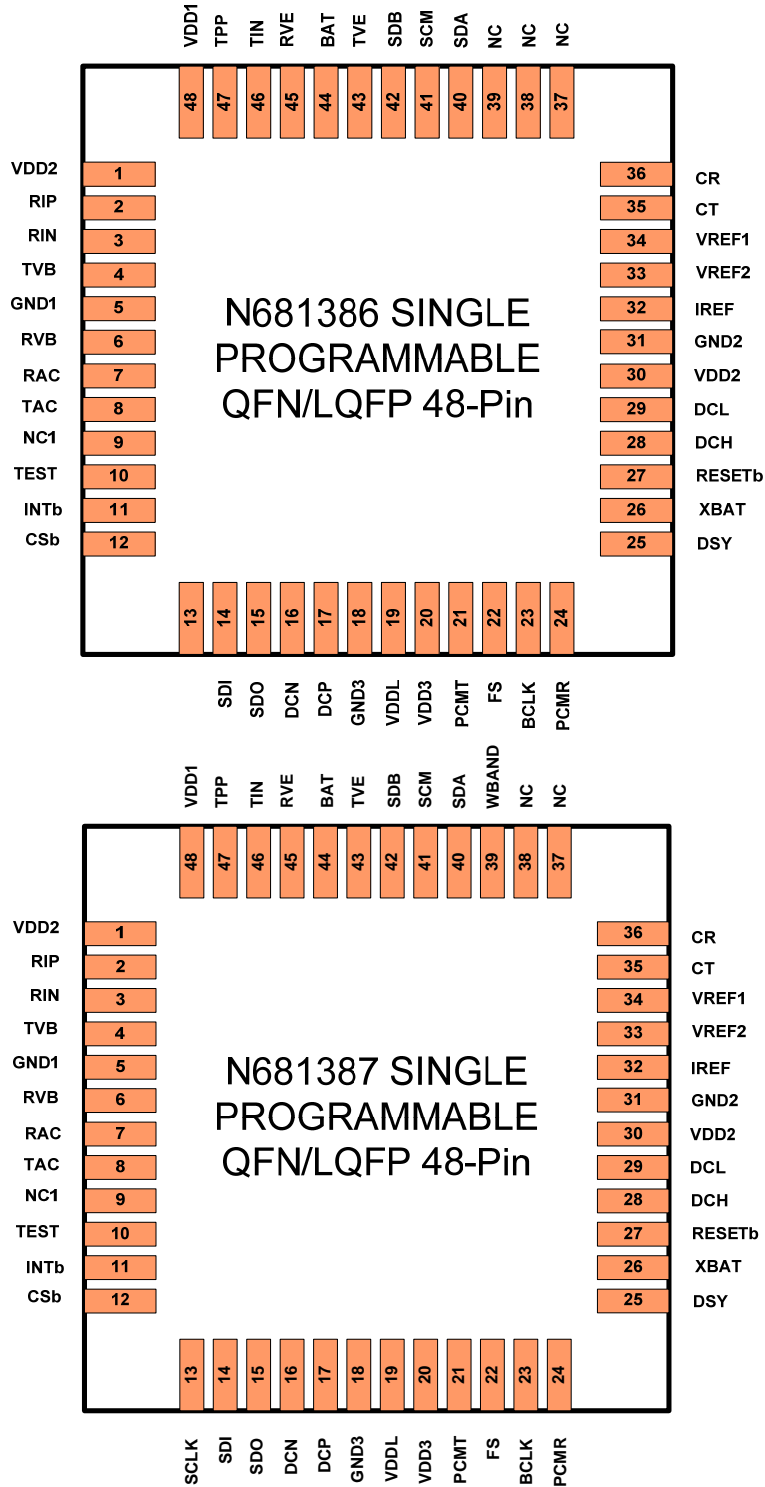 VDD1 TPP TIN RVE BAT TVE SDB SCM SDA NC NC NC
48 47 46 45 44 43 42 41 40 39 38 37
VDD2 1 36 CR
RIP 2 35 CT
RIN 3 34 VREF1
TVB 4 33 VREF2
GND1 5 32 IREF
N681386 SINGLE
RVB 6 31 GND2
PROGRAMMABLE
RAC 7 30 VDD2
QFN/LQFP 48-Pin
TAC 8 29 DCL
NC1 9 28 DCH
TEST 10 27 RESETb
INTb 11 26 XBAT
CSb 12 25 DSY
13 14 15 16 17 18 19 20 21 22 23 24
SDI SDO DCN DCP GND3 VDDL VDD3 PCMT FS BCLK PCMR
VDD1 TPP TIN RVE BAT TVE SDB SCM SDA WBAND NC NC
48 47 46 45 44 43 42 41 40 39 38 37
VDD2 1 36 CR
RIP 2 35 CT
RIN 3 34 VREF1
TVB 4 33 VREF2
GND1 5 32 IREF
N681387 SINGLE
RVB 6 31 GND2
PROGRAMMABLE
RAC 7 30 VDD2
QFN/LQFP 48-Pin
TAC 8 29 DCL
NC1 9 28 DCH
TEST 10 27 RESETb
INTb 11 26 XBAT
CSb 12 25 DSY
13 14 15 16 17 18 19 20 21 22 23 24
SCLK SDI SDO DCN DCP GND3 VDDL VDD3 PCMT FS BCLK PCMR